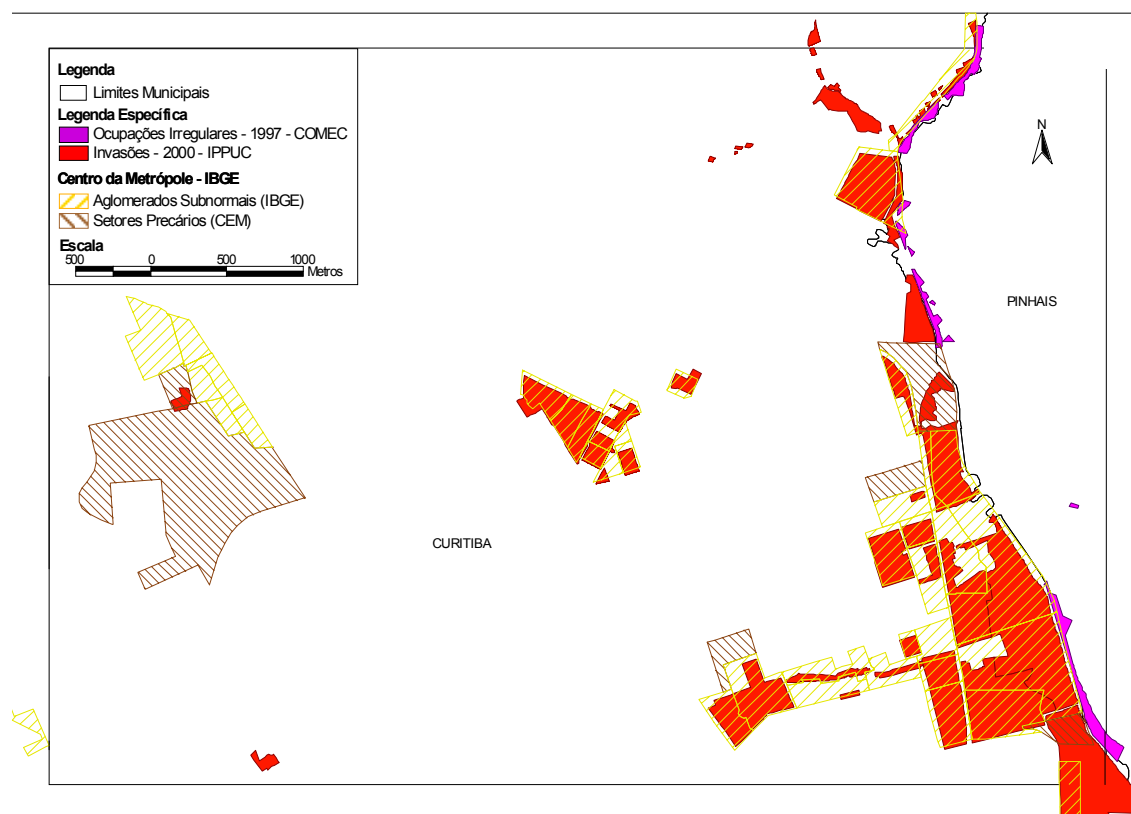 Legenda
Limites Municipais
Legenda Específica
Ocupações Irregulares - 1997 - COMEC
Invasões - 2000 - IPPUC
Centro da Metrópole - IBGE
Aglomerados Subnormais (IBGE)
Setores Precários (CEM)
Escala
500 0 500 1000
Metros
N
PINHAIS
CURITIBA